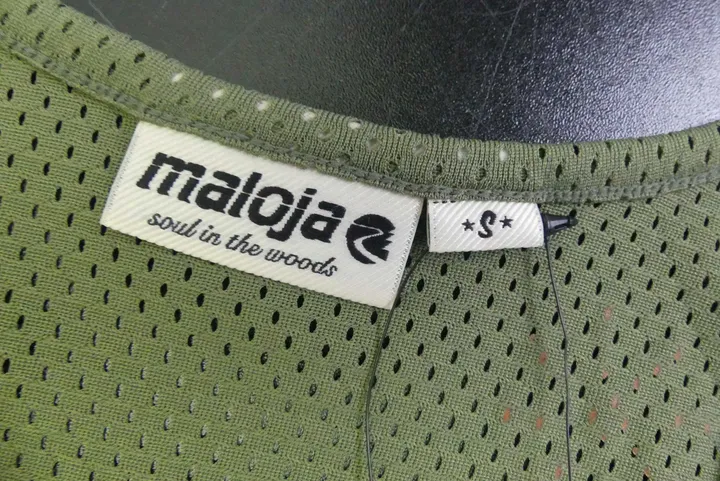 maloja
soul in the woods
*S*